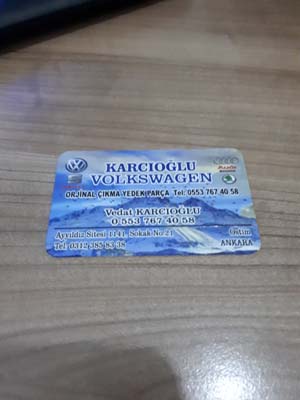 KARCIOĞLU
VOLKSWAGEN
ORJİNAL ÇIKMA YEDEK PARÇA Tel: 0553 767 40 58
Vedat KARCIOĞLU
0 553 767 40 58
Ayyıldız Sitesi 1141. Sokak No:21
Tel: 0312 385 83 38
Ostim
ANKARA